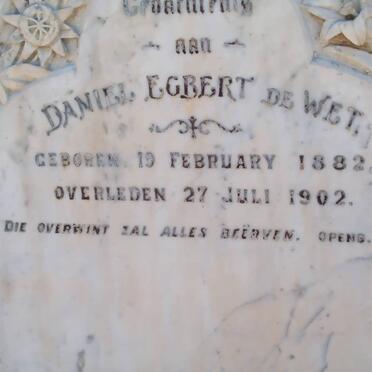 Gedachtenis
aan
DANIEL EGBERT DE WET.
GEBOREN 19 FEBRUARY 1882.
OVERLEDEN 27 JULI 1902.
DIE OVERWINT ZAL ALLES BEËRVEN. OPENB.